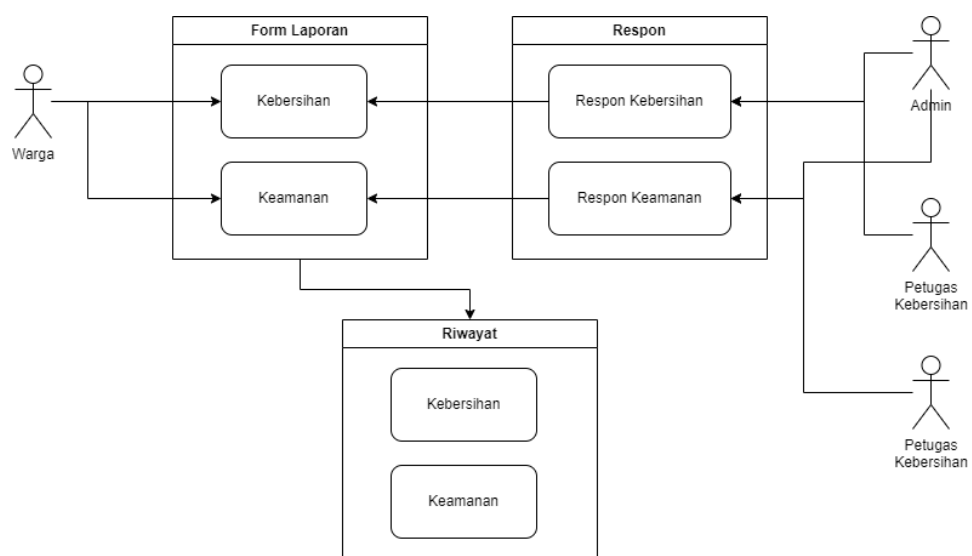 Form Laporan
Respon
Kebersihan
Respon Kebersihan
Admin
Warga
Keamanan
Respon Keamanan
Petugas
Kebersihan
Riwayat
Kebersihan
Keamanan
Petugas
Kebersihan